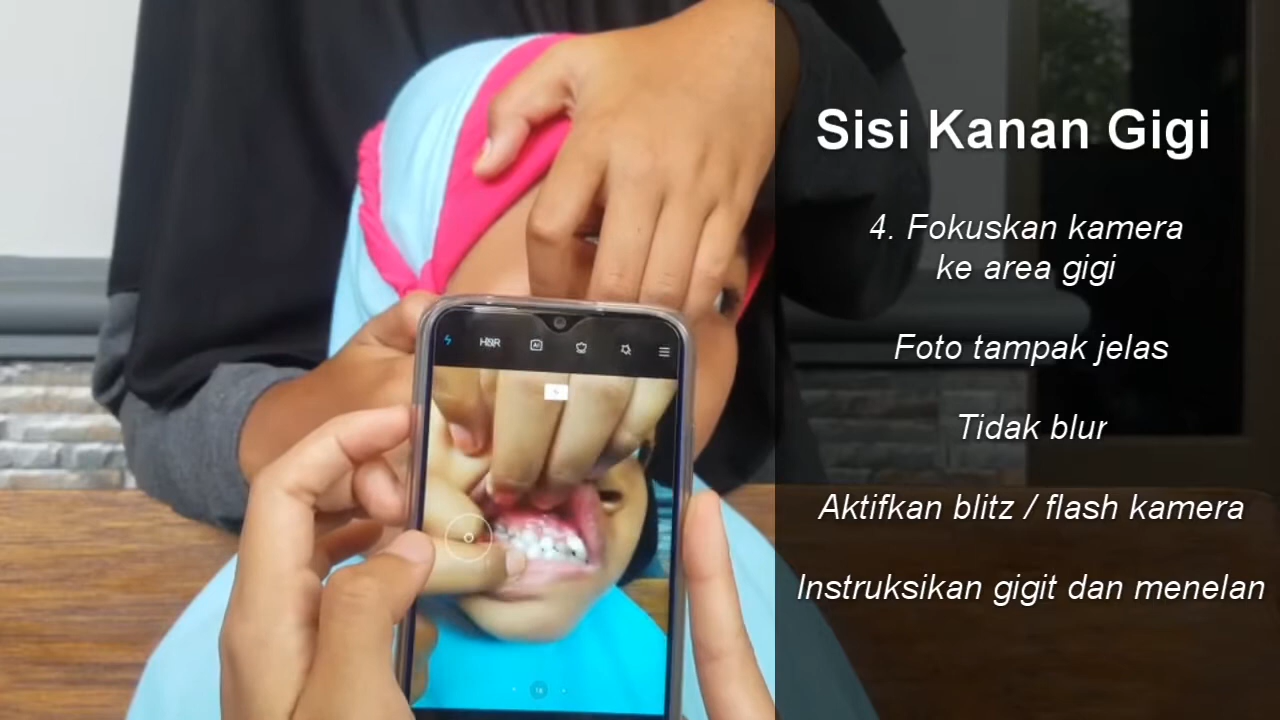 Sisi Kanan Gigi
4. Fokuskan kamera
ke area gigi
Foto tampak jelas
Tidak blur
Aktifkan blitz / flash kamera
Instruksikan gigit dan menelan